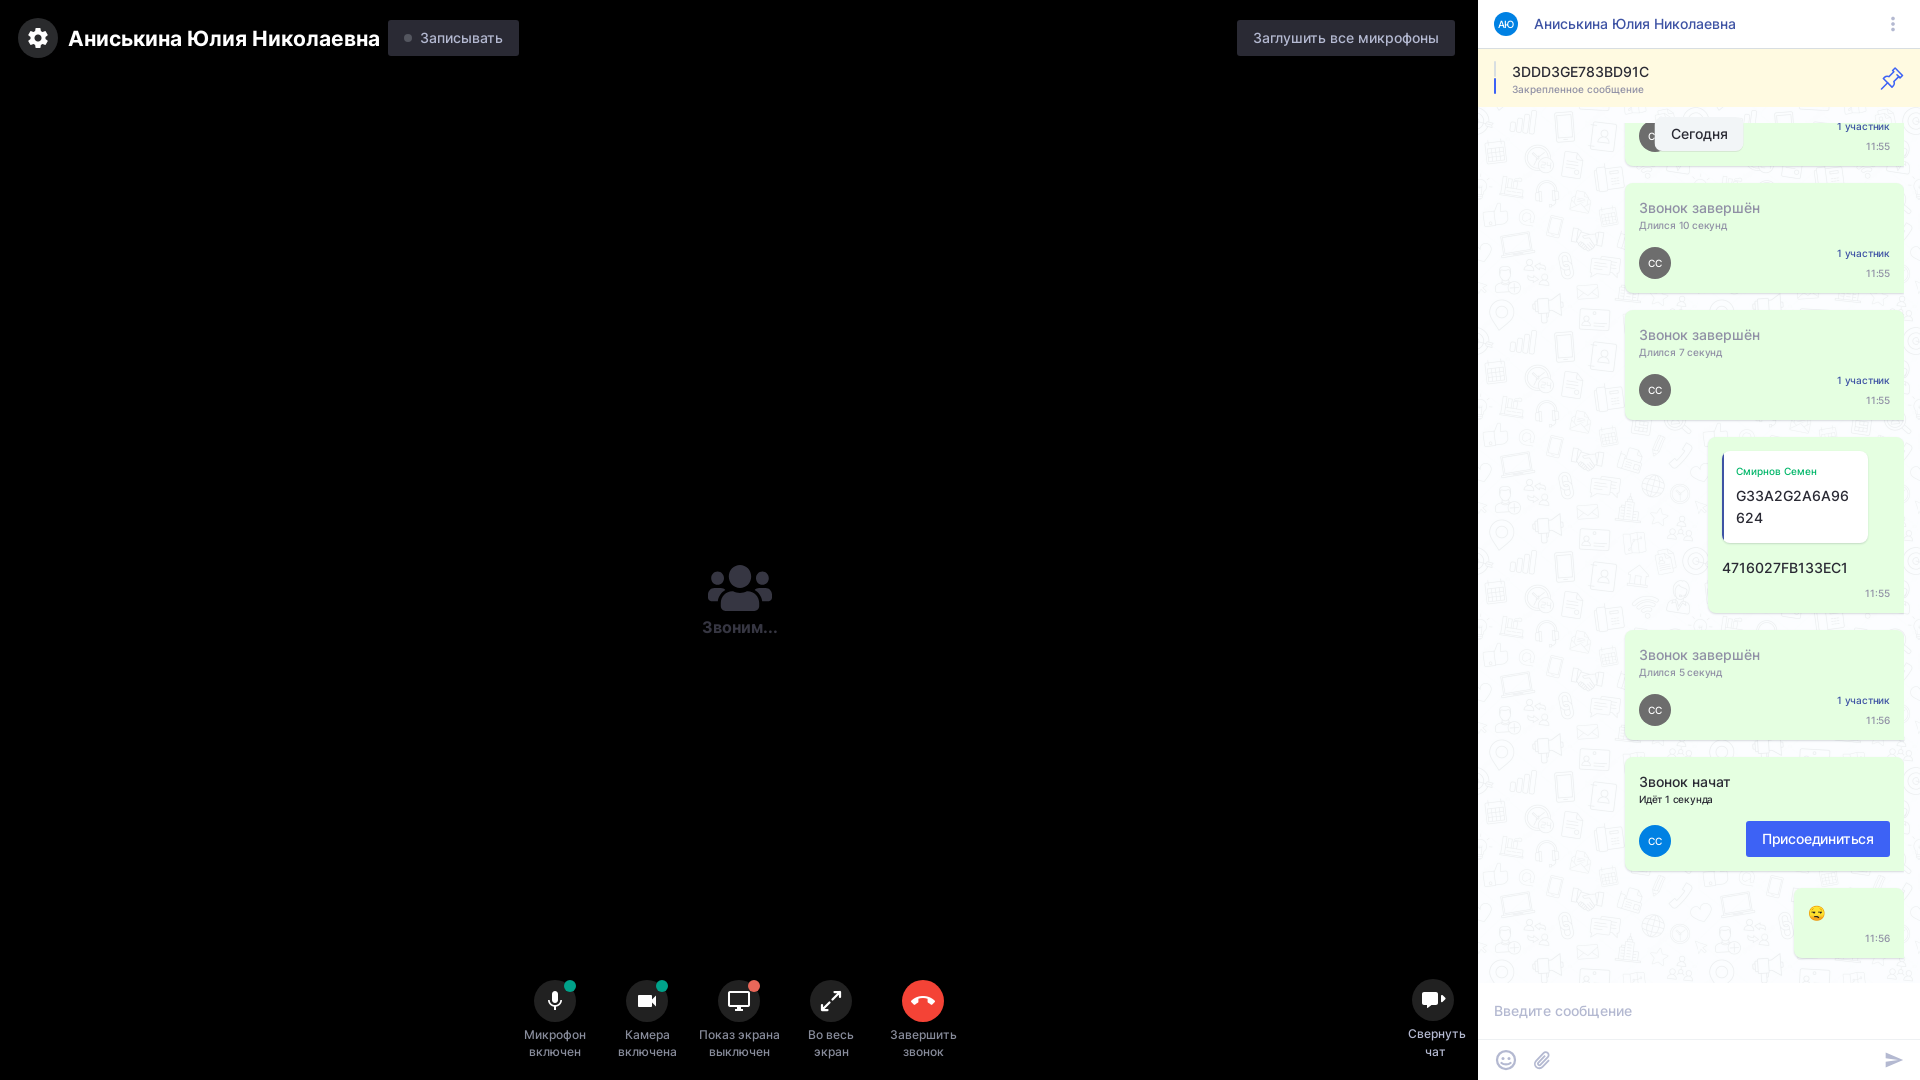 Аниськина Юлия Николаевна
Записывать
Заглушить все микрофоны
Звоним...
Микрофон
включен
Камера
включена
Показ экрана
выключен
Во весь
экран
Завершить
звонок
Свернуть
чат
АЮ
Аниськина Юлия Николаевна
3DDD3GE783BD91C
Закрепленное сообщение
Сегодня
1 участник
11:55
Звонок завершён
Длился 10 секунд
СС
1 участник
11:55
Звонок завершён
Длился 7 секунд
СС
1 участник
11:55
Смирнов Семен
G33A2G2A6A96
624
4716027FB133EC1
11:55
Звонок завершён
Длился 5 секунд
СС
1 участник
11:56
Звонок начат
Идёт 1 секунда
СС
Присоединиться
11:56
Введите сообщение